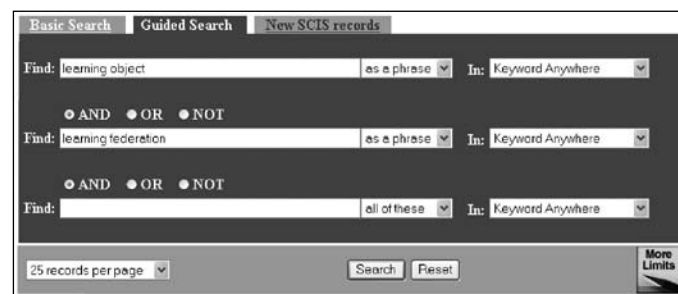 Basic Search Guided Search New SCIS records
Find: learning object as a phrase In: Keyword Anywhere
AND OR NOT
Find: learning federation as a phrase In: Keyword Anywhere
AND OR NOT
Find: all of these In: Keyword Anywhere
25 records per page Search Reset More
Limits